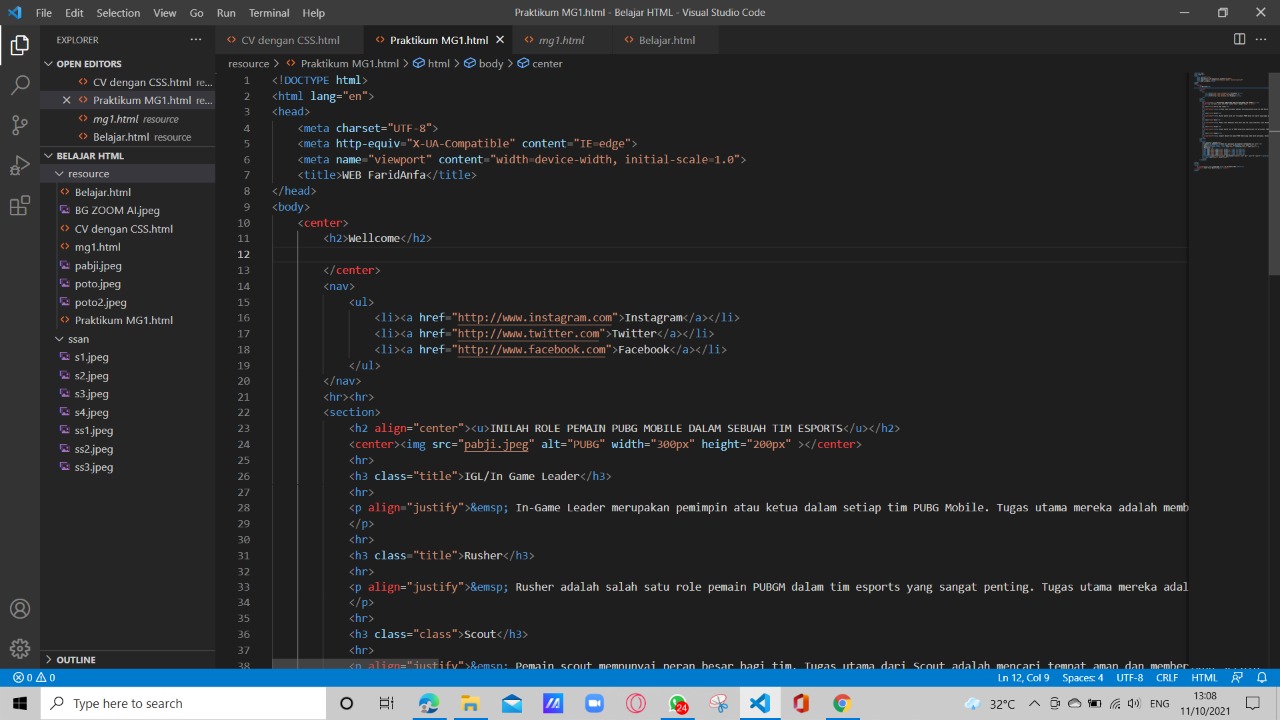 File Edit Selection View Go Run Terminal Help
Praktikum MG1.html - Belajar HTML - Visual Studio Code
EXPLORER
OPEN EDITORS
CV dengan CSS.html re...
Praktikum MG1.html re...
mg1.html resource
Belajar.html resource
BELAJAR HTML
resource
Belajar.html
BG ZOOM AI.jpeg
CV dengan CSS.html
mg1.html
pabji.jpeg
poto.jpeg
poto2.jpeg
Praktikum MG1.html
ssan
s1.jpeg
s2.jpeg
s3.jpeg
s4.jpeg
ss1.jpeg
ss2.jpeg
ss3.jpeg
OUTLINE
CV dengan CSS.html Praktikum MG1.html mg1.html Belajar.html
resource > Praktikum MG1.html > html > body > center
1 <!DOCTYPE html>
2 <html lang="en">
3 <head>
4 <meta charset="UTF-8">
5 <meta http-equiv="X-UA-Compatible" content="IE=edge">
6 <meta name="viewport" content="width=device-width, initial-scale=1.0">
7 <title>WEB FaridAnfa</title>
8 </head>
9 <body>
10 <center>
11 <h2>Wellcome</h2>
12
13 </center>
14 <nav>
15 <ul>
16 <li><a href="http://www.instagram.com">Instagram</a></li>
17 <li><a href="http://www.twitter.com">Twitter</a></li>
18 <li><a href="http://www.facebook.com">Facebook</a></li>
19 </ul>
20 </nav>
21 <hr><hr>
22 <section>
23 <h2 align="center"><u>INILAH ROLE PEMAIN PUBG MOBILE DALAM SEBUAH TIM ESPORTS</u></h2>
24 <center><img src="pabji.jpeg" alt="PUBG" width="300px" height="200px" ></center>
25 <hr>
26 <h3 class="title">IGL/In Game Leader</h3>
27 <hr>
28 <p align="justify">&emsp; In-Game Leader merupakan pemimpin atau ketua dalam setiap tim PUBG Mobile. Tugas utama mereka adalah memb
29 </p>
30 <hr>
31 <h3 class="title">Rusher</h3>
32 <hr>
33 <p align="justify">&emsp; Rusher adalah salah satu role pemain PUBGM dalam tim esports yang sangat penting. Tugas utama mereka adal
34 </p>
35 <hr>
36 <h3 class="class">Scout</h3>
37 <hr>
38 <p align="justify">&emsp; Pemain scout mempunyai peran besar bagi tim. Tugas utama dari Scout adalah mencari tempat aman dan member
0 0 Ln 12, Col 9 Spaces: 4 UTF-8 CRLF HTML
Type here to search
24
32°C
ENG
13:08
11/10/2021